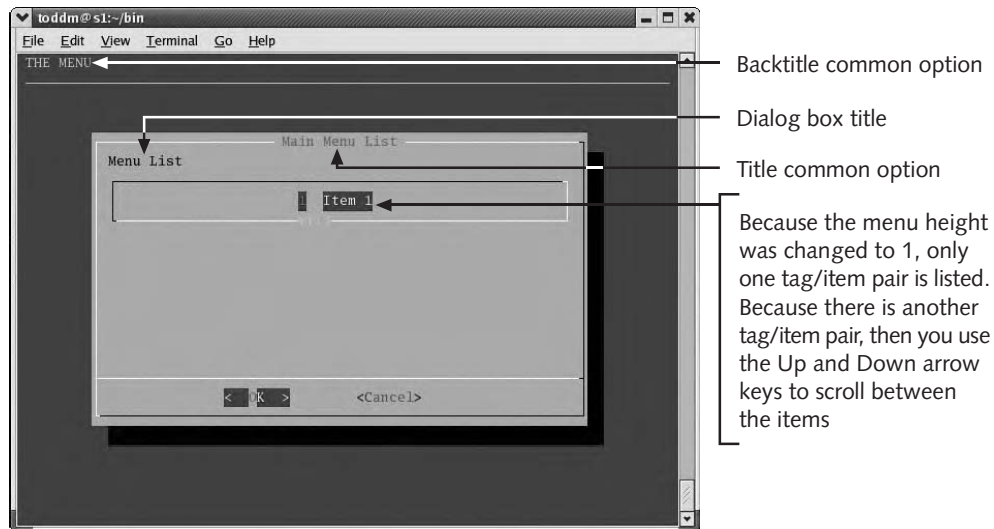 toddm@s1:~/bin
File Edit View Terminal Go Help
THE MENU
Main Menu List
Menu List
1 Item 1
< OK >
<Cancel>
Backtitle common option
Dialog box title
Title common option
Because the menu height
was changed to 1, only
one tag/item pair is listed.
Because there is another
tag/item pair, then you use
the Up and Down arrow
keys to scroll between
the items